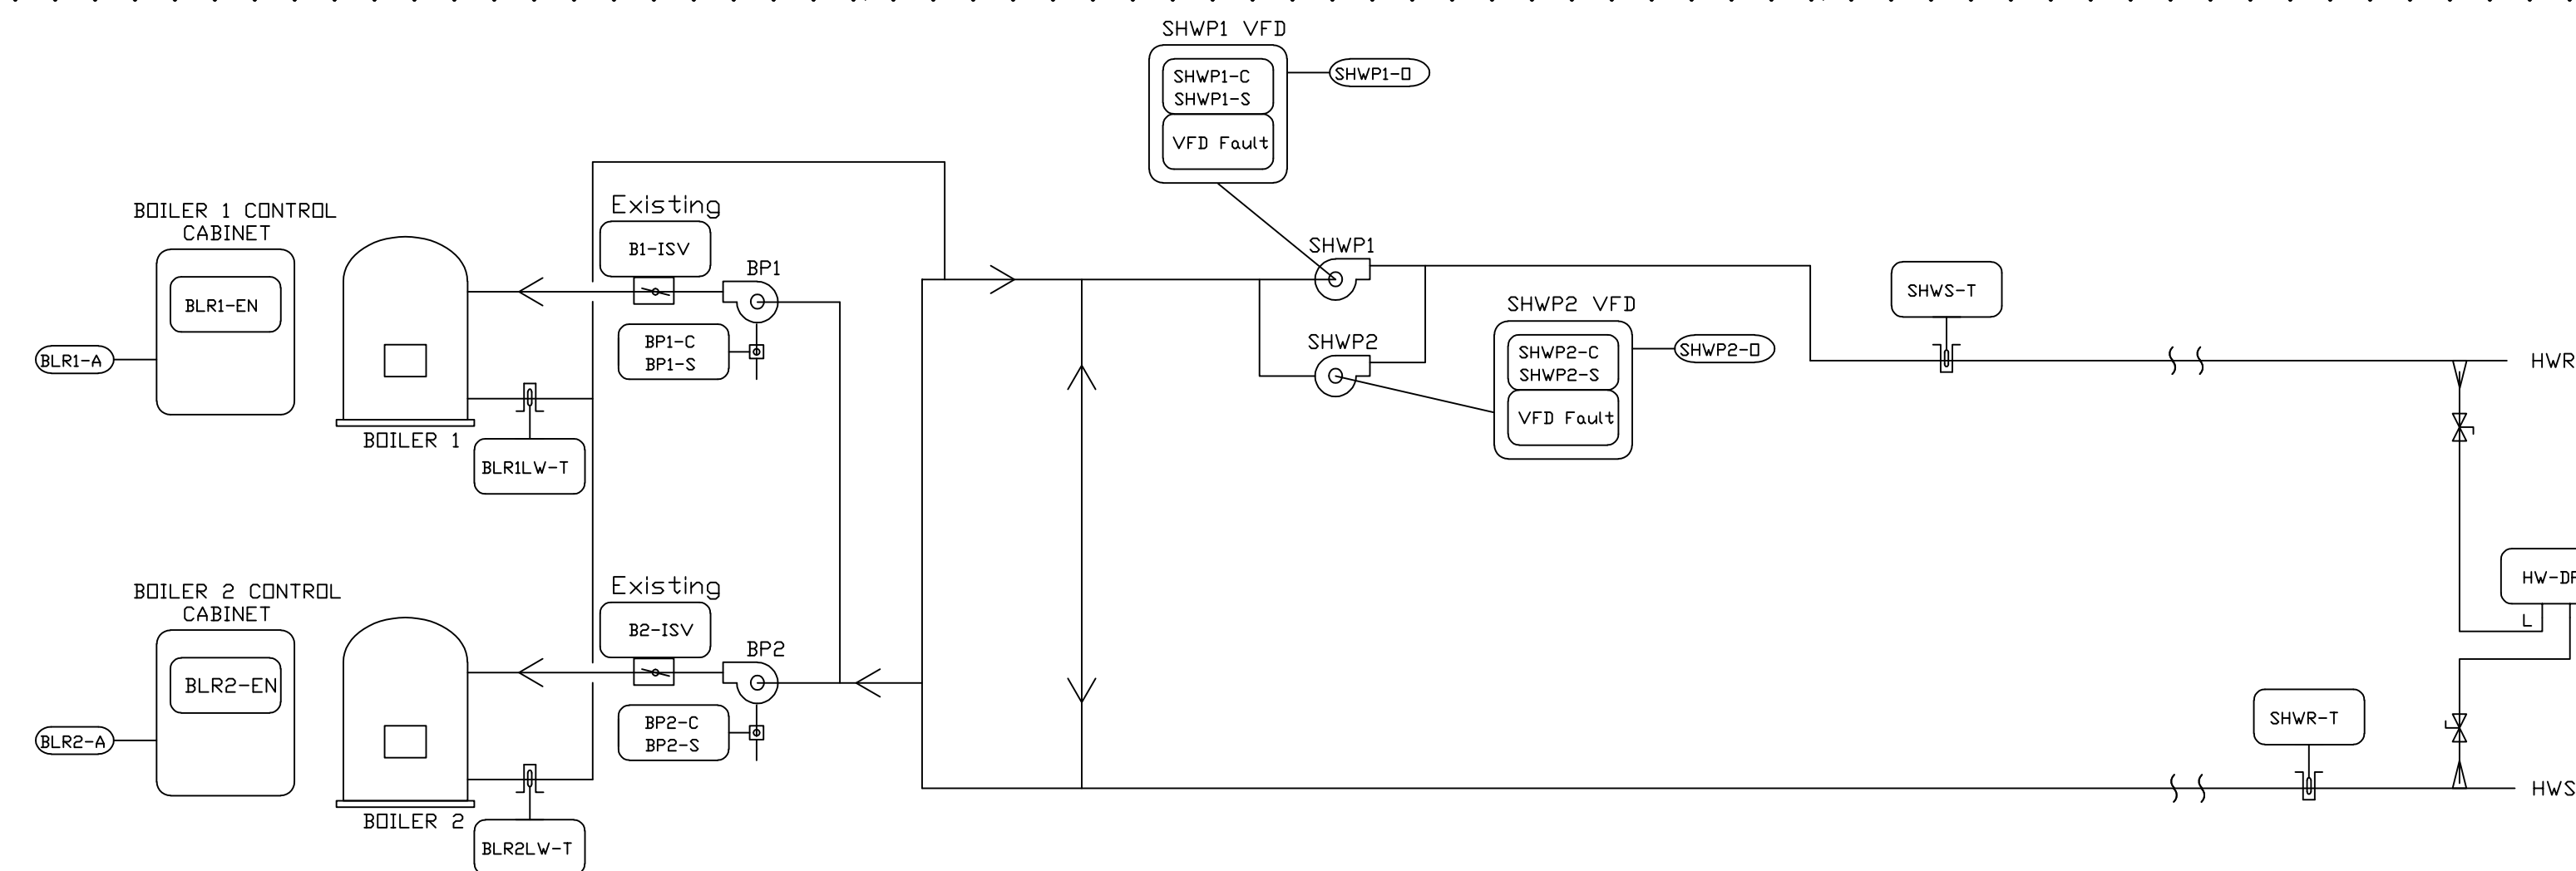 SHWP1 VFD
SHWP1-C
SHWP1-S
VFD Fault
SHWP1-O
BOILER 1 CONTROL
CABINET
BLR1-EN
BLR1-A
BOILER 1
BLR1LW-T
Existing
B1-ISV
BP1
BP1-C
BP1-S
SHWP1
SHWP2
SHWP2 VFD
SHWP2-C
SHWP2-S
VFD Fault
SHWP2-O
SHWS-T
HWR
BOILER 2 CONTROL
CABINET
BLR2-EN
BLR2-A
BOILER 2
BLR2LW-T
Existing
B2-ISV
BP2
BP2-C
BP2-S
HW-DP
L
SHWR-T
HWS